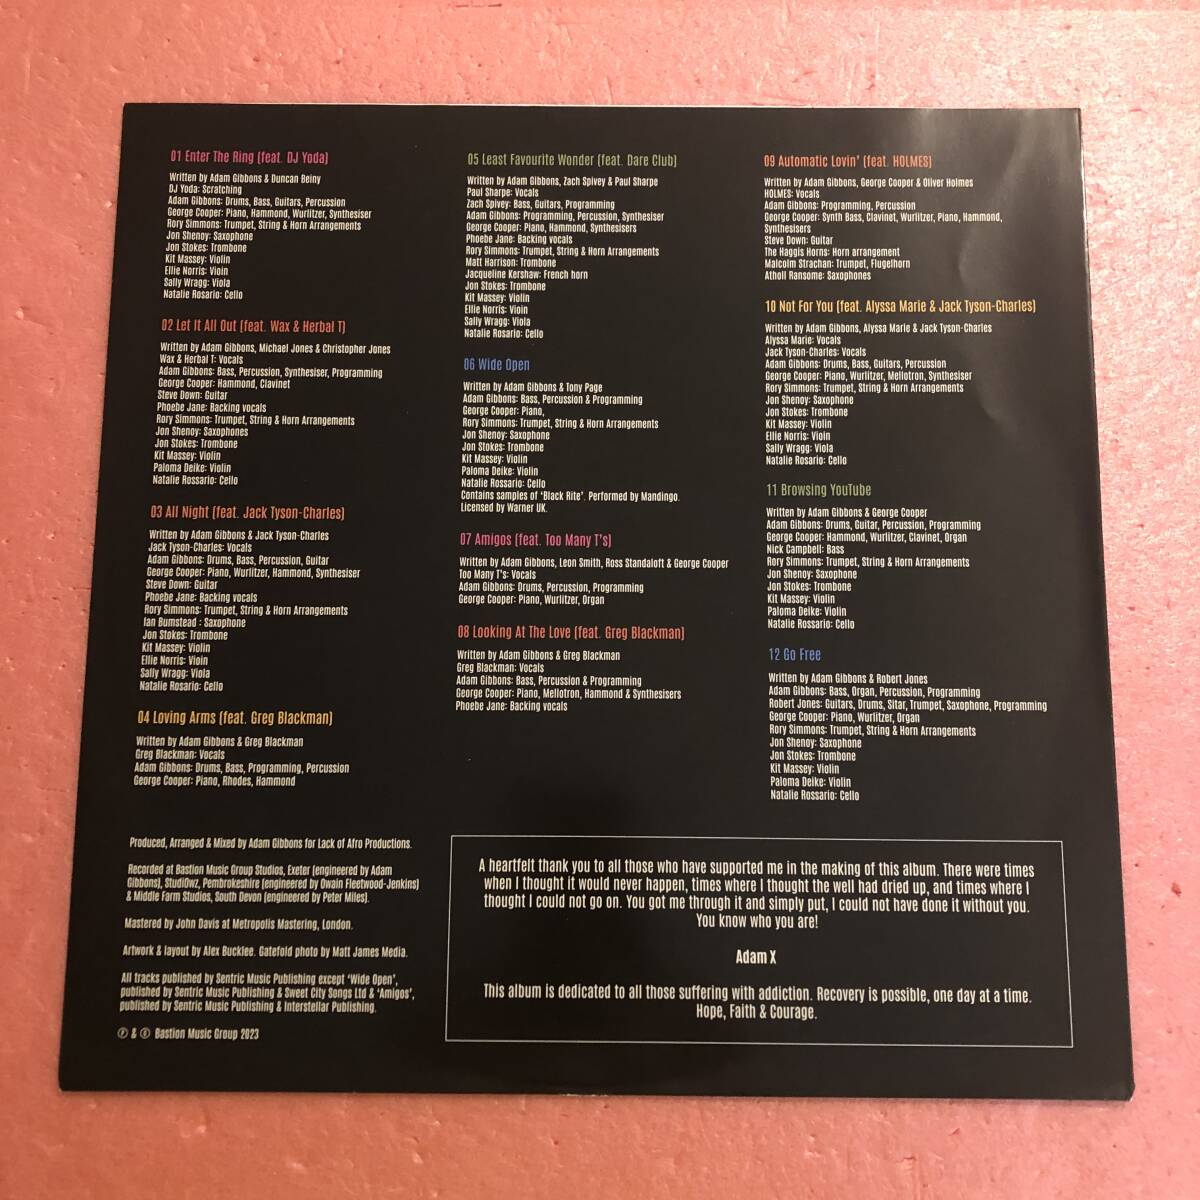 01 Enter The Ring (feat. DJ Yoda)
Written by Adam Gibbons & Duncan Beiny
DJ Yoda: Scratching
Adam Gibbons: Drums, Bass, Guitars, Percussion
George Cooper: Piano, Hammond, Wurlitzer, Synthesiser
Rory Simmons: Trumpet, String & Horn Arrangements
Jon Shenoy: Saxophone
Jon Stokes: Trombone
Kit Massey: Violin
Ellie Norris: Vioin
Sally Wragg: Viola
Natalie Rosario: Cello
02 Let It All Out (feat. Wax & Herbal T)
Written by Adam Gibbons, Michael Jones & Christopher Jones
Wax & Herbal T: Vocals
Adam Gibbons: Bass, Percussion, Synthesiser, Programming
George Cooper: Hammond, Clavinet
Steve Down: Guitar
Phoebe Jane: Backing vocals
Rory Simmons: Trumpet, String & Horn Arrangements
Jon Shenoy: Saxophones
Jon Stokes: Trombone
Kit Massey: Violin
Paloma Deike: Violin
Natalie Rossario: Cello
03 All Night (feat. Jack Tyson-Charles)
Written by Adam Gibbons & Jack Tyson-Charles
Jack Tyson-Charles: Vocals
Adam Gibbons: Drums, Bass, Percussion, Guitar
George Cooper: Piano, Wurlitzer, Hammond, Synthesiser
Steve Down: Guitar
Phoebe Jane: Backing vocals
Rory Simmons: Trumpet, String & Horn Arrangements
Ian Bumstead : Saxophone
Jon Stokes: Trombone
Kit Massey: Violin
Ellie Norris: Vioin
Sally Wragg: Viola
Natalie Rosario: Cello
04 Loving Arms (feat. Greg Blackman)
Written by Adam Gibbons & Greg Blackman
Greg Blackman: Vocals
Adam Gibbons: Drums, Bass, Programming, Percussion
George Cooper: Piano, Rhodes, Hammond
05 Least Favourite Wonder (feat. Dare Club)
Written by Adam Gibbons, Zach Spivey & Paul Sharpe
Paul Sharpe: Vocals
Zach Spivey: Bass, Guitars, Programming
Adam Gibbons: Programming, Percussion, Synthesiser
George Cooper: Piano, Hammond, Synthesisers
Phoebe Jane: Backing vocals
Rory Simmons: Trumpet, String & Horn Arrangements
Matt Harrison: Trombone
Jacqueline Kershaw: French horn
Jon Stokes: Trombone
Kit Massey: Violin
Ellie Norris: Vioin
Sally Wragg: Viola
Natalie Rosario: Cello
06 Wide Open
Written by Adam Gibbons & Tony Page
Adam Gibbons: Bass, Percussion & Programming
George Cooper: Piano,
Rory Simmons: Trumpet, String & Horn Arrangements
Jon Shenoy: Saxophone
Jon Stokes: Trombone
Kit Massey: Violin
Paloma Deike: Violin
Natalie Rossario: Cello
Contains samples of 'Black Rite'. Performed by Mandingo.
Licensed by Warner UK.
07 Amigos (feat. Too Many T's)
Written by Adam Gibbons, Leon Smith, Ross Standaloft & George Cooper
Too Many T's: Vocals
Adam Gibbons: Drums, Percussion, Programming
George Cooper: Piano, Wurlitzer, Organ
08 Looking At The Love (feat. Greg Blackman)
Written by Adam Gibbons & Greg Blackman
Greg Blackman: Vocals
Adam Gibbons: Bass, Percussion & Programming
George Cooper: Piano, Mellotron, Hammond & Synthesisers
Phoebe Jane: Backing vocals
09 Automatic Lovin' (feat. HOLMES)
Written by Adam Gibbons, George Cooper & Oliver Holmes
HOLMES: Vocals
Adam Gibbons: Programming, Percussion
George Cooper: Synth Bass, Clavinet, Wurlitzer, Piano, Hammond,
Synthesisers
Steve Down: Guitar
The Haggis Horns: Horn arrangement
Malcolm Strachan: Trumpet, Flugelhorn
Atholl Ransome: Saxophones
10 Not For You (feat. Alyssa Marie & Jack Tyson-Charles)
Written by Adam Gibbons, Alyssa Marie & Jack Tyson-Charles
Alyssa Marie: Vocals
Jack Tyson-Charles: Vocals
Adam Gibbons: Drums, Bass, Guitars, Percussion
George Cooper: Piano, Wurlitzer, Mellotron, Synthesiser
Rory Simmons: Trumpet, String & Horn Arrangements
Jon Shenoy: Saxophone
Jon Stokes: Trombone
Kit Massey: Violin
Ellie Norris: Vioin
Sally Wragg: Viola
Natalie Rosario: Cello
11 Browsing YouTube
Written by Adam Gibbons & George Cooper
Adam Gibbons: Drums, Guitar, Percussion, Programming
George Cooper: Hammond, Wurlitzer, Clavinet, Organ
Nick Campbell: Bass
Rory Simmons: Trumpet, String & Horn Arrangements
Jon Shenoy: Saxophone
Jon Stokes: Trombone
Kit Massey: Violin
Paloma Deike: Violin
Natalie Rossario: Cello
12 Go Free
Written by Adam Gibbons & Robert Jones
Adam Gibbons: Bass, Organ, Percussion, Programming
Robert Jones: Guitars, Drums, Sitar, Trumpet, Saxophone, Programming
George Cooper: Piano, Wurlitzer, Organ
Rory Simmons: Trumpet, String & Horn Arrangements
Jon Shenoy: Saxophone
Jon Stokes: Trombone
Kit Massey: Violin
Paloma Deike: Violin
Natalie Rossario: Cello
Produced, Arranged & Mixed by Adam Gibbons for Lack of Afro Productions.
Recorded at Bastion Music Group Studios, Exeter (engineered by Adam
Gibbons), StudiOwz, Pembrokeshire (engineered by Owain Fleetwood-Jenkins)
& Middle Farm Studios, South Devon (engineered by Peter Miles).
Mastered by John Davis at Metropolis Mastering, London.
Artwork & layout by Alex Bucklee. Gatefold photo by Matt James Media.
All tracks published by Sentric Music Publishing except 'Wide Open',
published by Sentric Music Publishing & Sweet City Songs Ltd & 'Amigos',
published by Sentric Music Publishing & Interstellar Publishing.
℗ & © Bastion Music Group 2023
A heartfelt thank you to all those who have supported me in the making of this album. There were times
when I thought it would never happen, times where I thought the well had dried up, and times where I
thought I could not go on. You got me through it and simply put, I could not have done it without you.
You know who you are!
Adam X
This album is dedicated to all those suffering with addiction. Recovery is possible, one day at a time.
Hope, Faith & Courage.